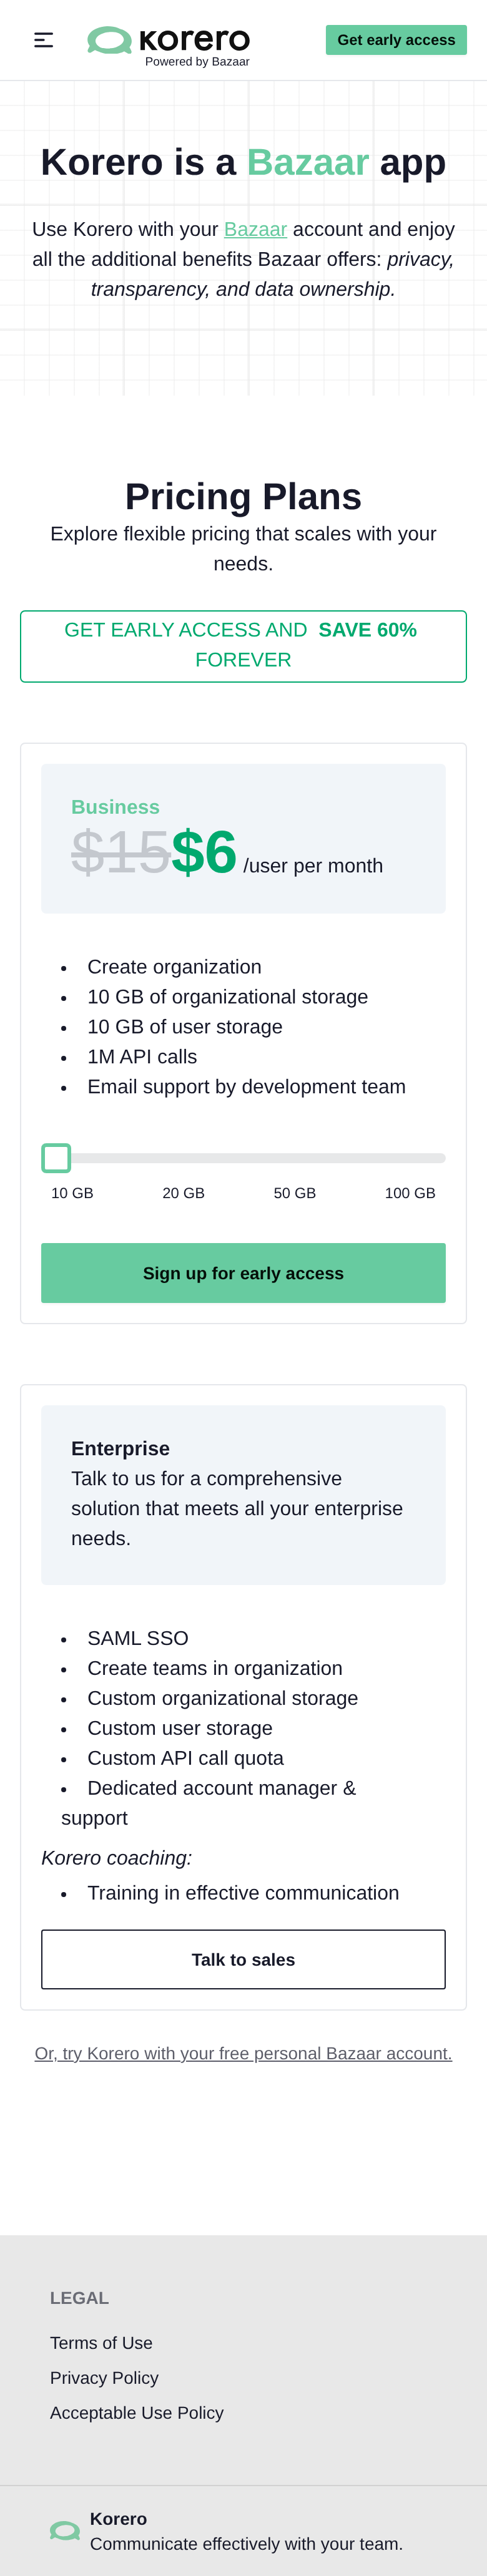 korero
Powered by Bazaar
Get early access
Korero is a Bazaar app
Use Korero with your Bazaar account and enjoy
all the additional benefits Bazaar offers: privacy,
transparency, and data ownership.
Pricing Plans
Explore flexible pricing that scales with your
needs.
GET EARLY ACCESS AND SAVE 60%
FOREVER
Business
$15$6 /user per month
• Create organization
• 10 GB of organizational storage
• 10 GB of user storage
• 1M API calls
• Email support by development team
10 GB 20 GB 50 GB 100 GB
Sign up for early access
Enterprise
Talk to us for a comprehensive
solution that meets all your enterprise
needs.
• SAML SSO
• Create teams in organization
• Custom organizational storage
• Custom user storage
• Custom API call quota
• Dedicated account manager &
support
Korero coaching:
• Training in effective communication
Talk to sales
Or, try Korero with your free personal Bazaar account.
LEGAL
Terms of Use
Privacy Policy
Acceptable Use Policy
Korero
Communicate effectively with your team.